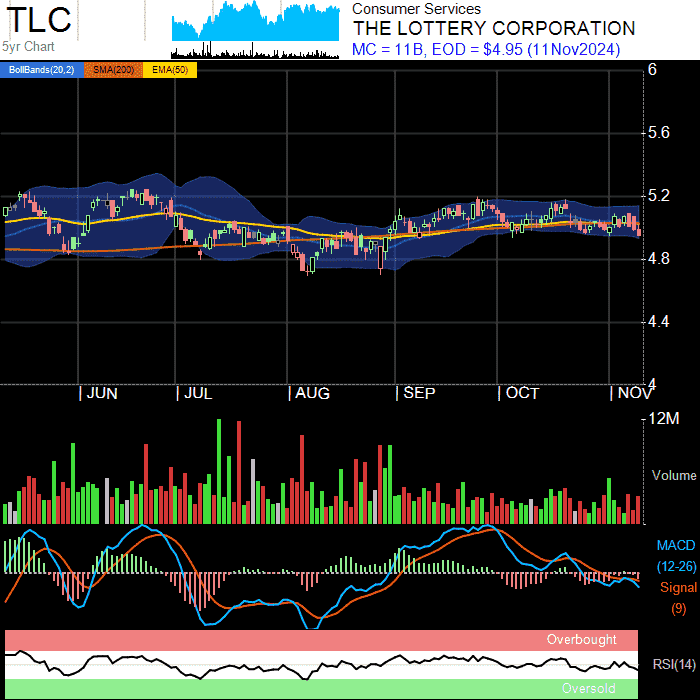 TLC
5yr Chart
Consumer Services
THE LOTTERY CORPORATION
MC = 11B, EOD = $4.95 (11Nov2024)
BollBands(20,2) SMA(200) EMA(50)
6
5.6
5.2
4.8
4.4
4
| JUN | JUL | AUG | SEP | OCT | NOV
12M
Volume
MACD
(12-26)
Signal
(9)
Overbought
RSI(14)
Oversold